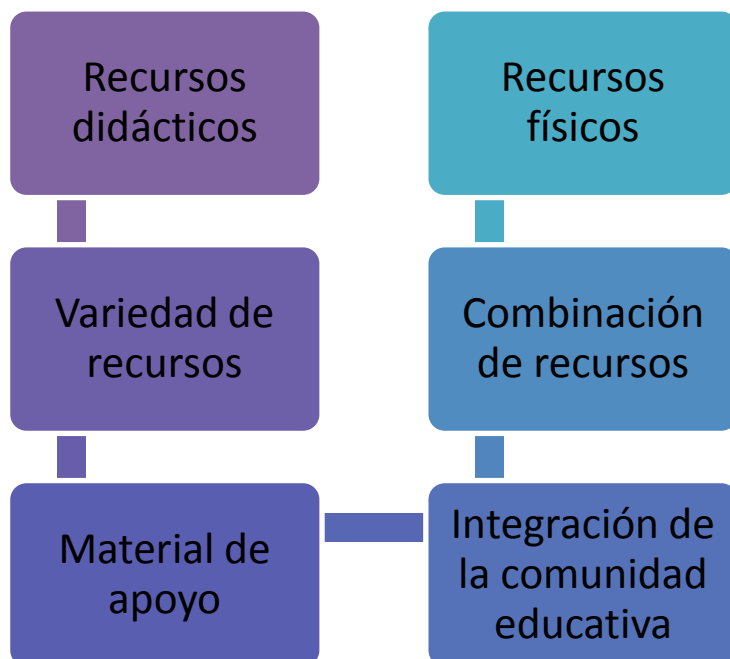 Recursos
didácticos
Variedad de
recursos
Material de
apoyo
Integración de
la comunidad
educativa
Combinación
de recursos
Recursos
físicos